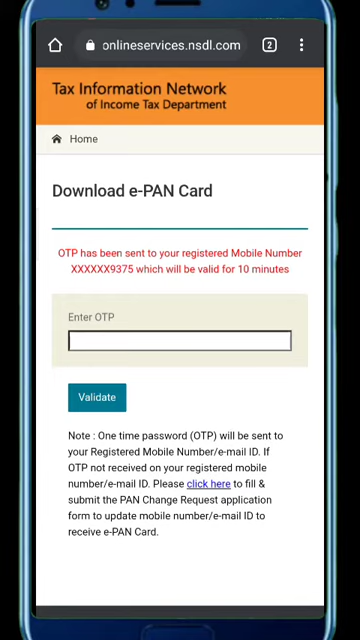 onlineservices.nsdl.com
2
Tax Information Network
of Income Tax Department
Home
Download e-PAN Card
OTP has been sent to your registered Mobile Number
XXXXXX9375 which will be valid for 10 minutes
Enter OTP
Validate
Note : One time password (OTP) will be sent to
your Registered Mobile Number/e-mail ID. If
OTP not received on your registered mobile
number/e-mail ID. Please click here to fill &
submit the PAN Change Request application
form to update mobile number/e-mail ID to
receive e-PAN Card.